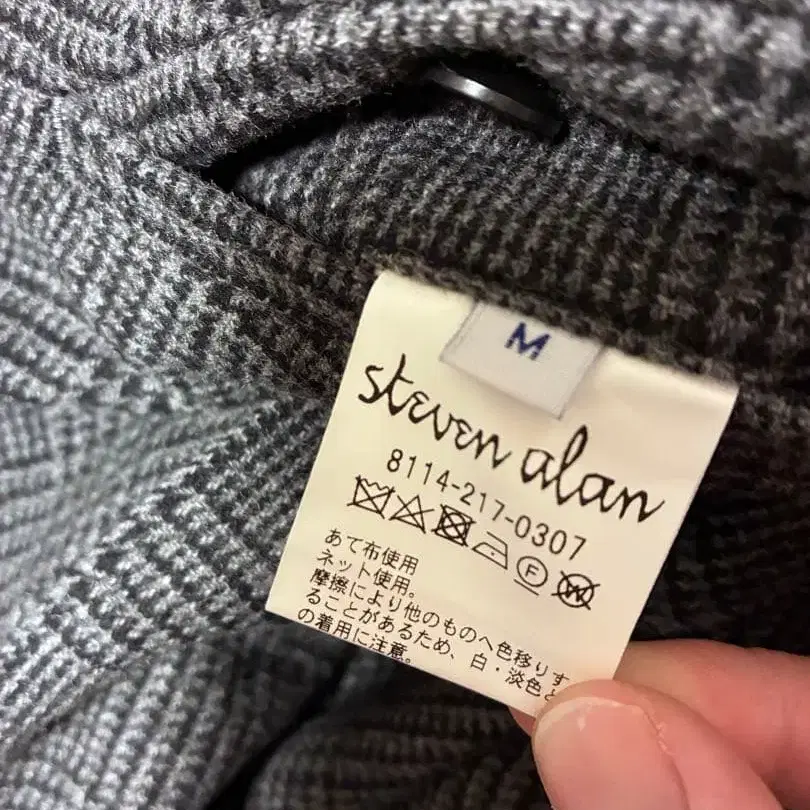 M
steven alan
8114-217-0307
F
W
あて布使用
ネット使用。
摩擦により他のものへ色移りす
ることがあるため、白・淡色と
の着用に注意。